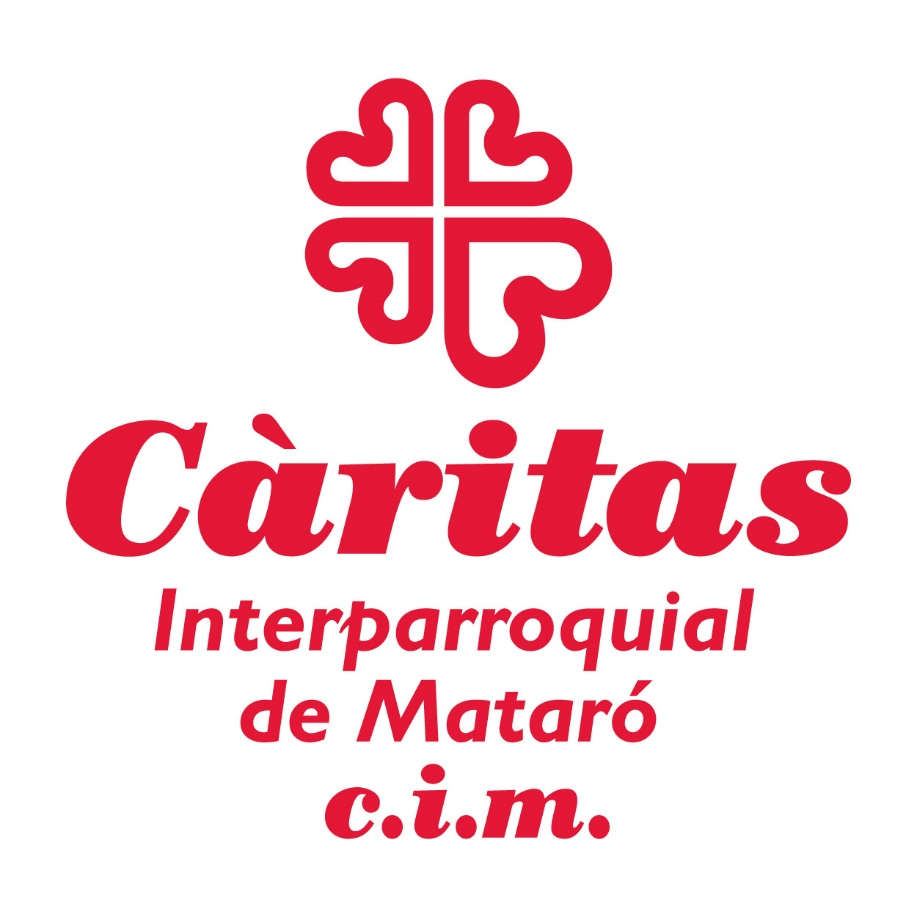 Càritas
Interparroquial
de Mataró
c.i.m.